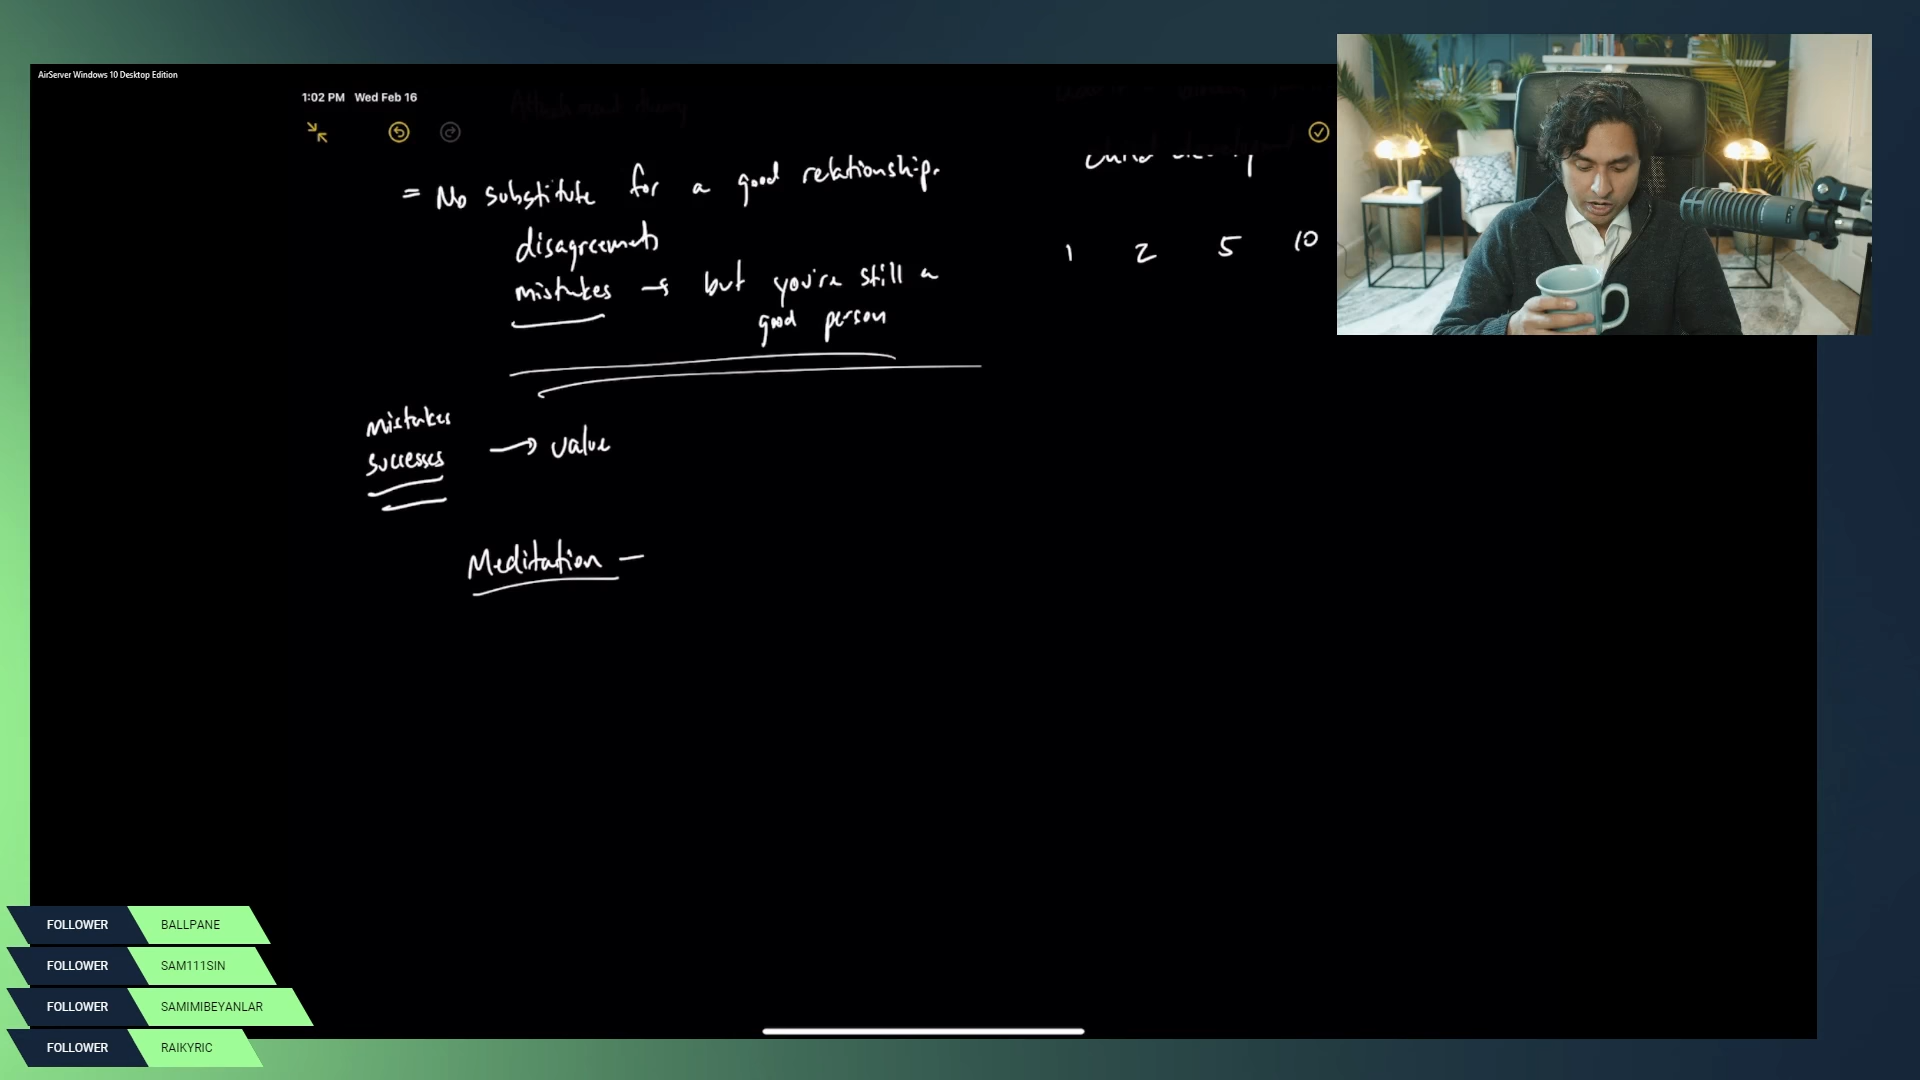 AirServer Windows 10 Desktop Edition
1:02 PM Wed Feb 16
Attachment theory
= No substitute for a good relationship.
disagreements
mistakes → but you're still a
good person
1 2 5 10
mistakes
successes → value
Meditation –
FOLLOWER BALLPANE
FOLLOWER SAM111SIN
FOLLOWER SAMIMIBEYANLAR
FOLLOWER RAIKYRIC